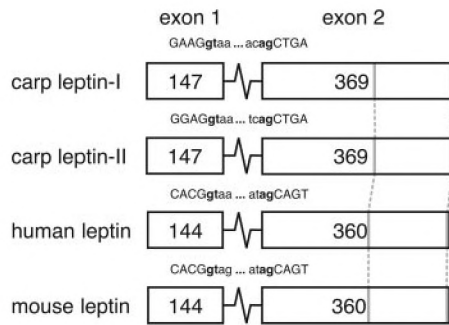 exon 1 exon 2
GAAGgtaa ... acagCTGA
carp leptin-I 147 369
GGAGgtaa ... tcagCTGA
carp leptin-II 147 369
CACGgtaa ... atagCAGT
human leptin 144 360
CACGgtag ... atagCAGT
mouse leptin 144 360